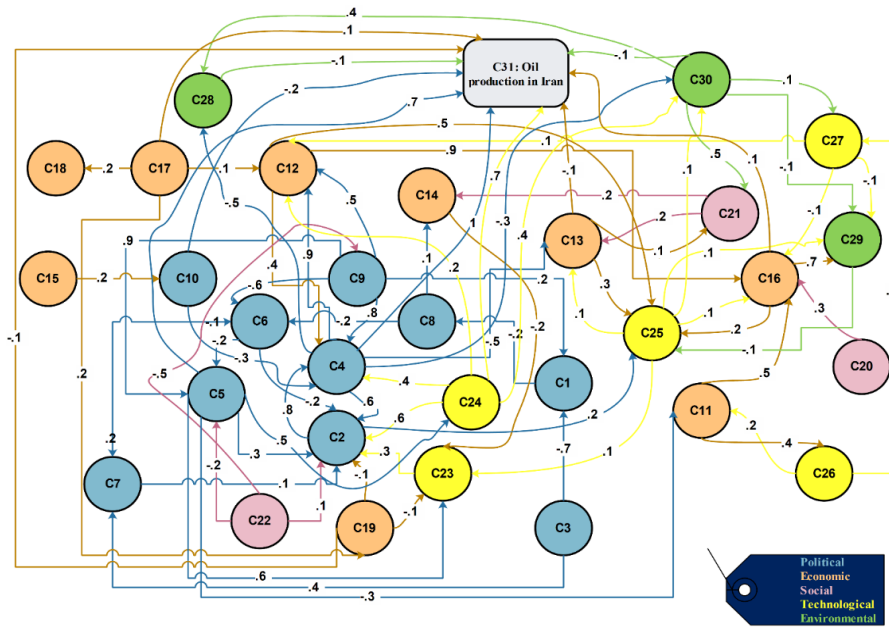 .4
.1
-.1
C31: Oil
production in Iran
-.1
C30
.1
C28
-.2
.7
.5
.1
C27
C18
.2
C17
.1
C12
.9
.1
.5
-.1
-.1
C14
.7
.2
C21
-.1
-.5
.5
-.3
.2
C13
.1
C29
.9
.4
.9
.4
.7
C15
.2
C10
C9
.1
.2
.3
C16
-.6
.8
.2
.1
.1
.2
.3
-.1
C6
.2
C8
-.2
-.2
C25
-.1
-.1
-.2
-.3
C4
-.5
C1
C20
-.5
C5
-.2
.6
.4
C24
C11
.5
.2
.8
.6
.2
C2
.2
.3
.5
.3
.1
.4
-.7
C7
.2
-.2
.1
-.1
C23
C26
C22
.1
C19
-.1
C3
.6
.4
-.3
-.1
Political
Economic
Social
Technological
Environmental